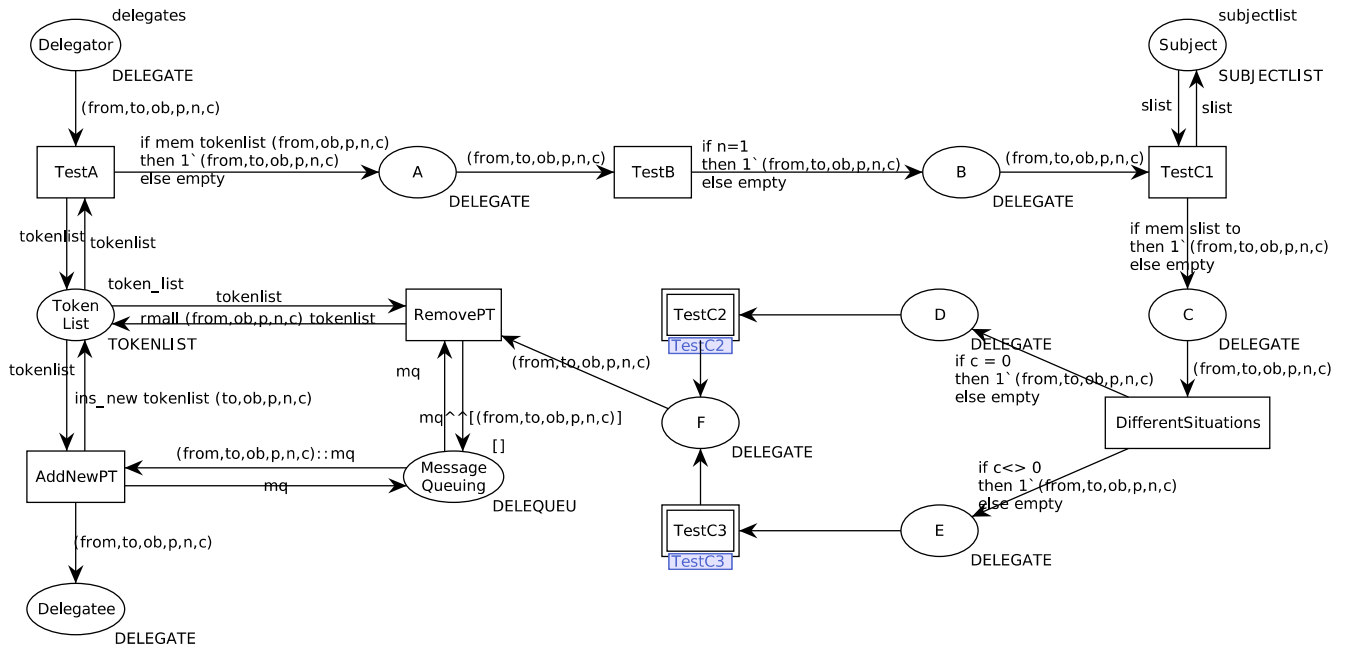 delegates
Delegator
DELEGATE
(from,to,ob,p,n,c)
subjectlist
Subject
SUBJECTLIST
slist
slist
TestA
if mem tokenlist (from,ob,p,n,c)
then 1`(from,to,ob,p,n,c)
else empty
A
DELEGATE
(from,to,ob,p,n,c)
TestB
if n=1
then 1`(from,to,ob,p,n,c)
else empty
B
DELEGATE
(from,to,ob,p,n,c)
TestC1
if mem slist to
then 1`(from,to,ob,p,n,c)
else empty
tokenlist
tokenlist
token_list
Token
List
TOKENLIST
tokenlist
rmall (from,ob,p,n,c) tokenlist
RemovePT
TestC2
TestC2
D
DELEGATE
C
DELEGATE
(from,to,ob,p,n,c)
if c = 0
then 1`(from,to,ob,p,n,c)
else empty
DifferentSituations
(from,to,ob,p,n,c)
F
DELEGATE
mq
mq^^[(from,to,ob,p,n,c)]
tokenlist
ins_new tokenlist (to,ob,p,n,c)
AddNewPT
(from,to,ob,p,n,c)::mq
mq
[]
Message
Queuing
DELEQUEU
if c<> 0
then 1`(from,to,ob,p,n,c)
else empty
E
DELEGATE
TestC3
TestC3
(from,to,ob,p,n,c)
Delegatee
DELEGATE